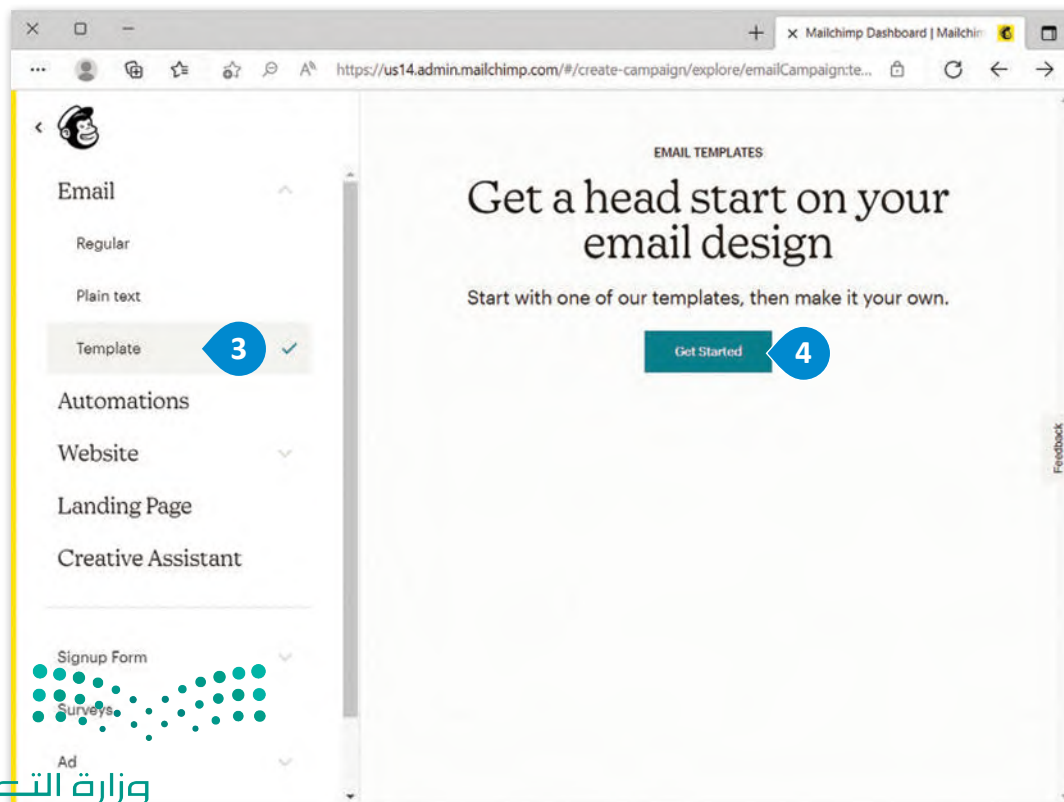 Mailchimp Dashboard | Mailchim
https://us14.admin.mailchimp.com/#/create-campaign/explore/emailCampaign:te...
Email
Regular
Plain text
Template
3
Automations
Website
Landing Page
Creative Assistant
Signup Form
Surveys
Ad
EMAIL TEMPLATES
Get a head start on your
email design
Start with one of our templates, then make it your own.
Get Started
4
Feedback
وزارة